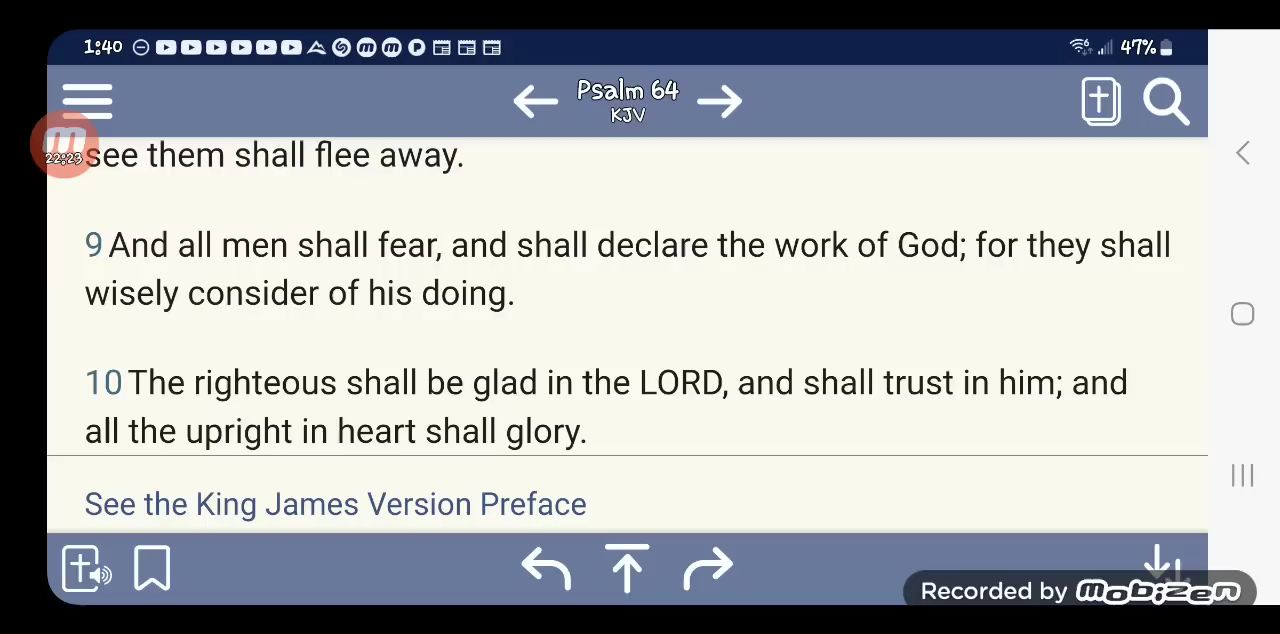 1:40
47%
Psalm 64
KJV
22:23
see them shall flee away.
9 And all men shall fear, and shall declare the work of God; for they shall
wisely consider of his doing.
10 The righteous shall be glad in the LORD, and shall trust in him; and
all the upright in heart shall glory.
See the King James Version Preface
Recorded by mobizen